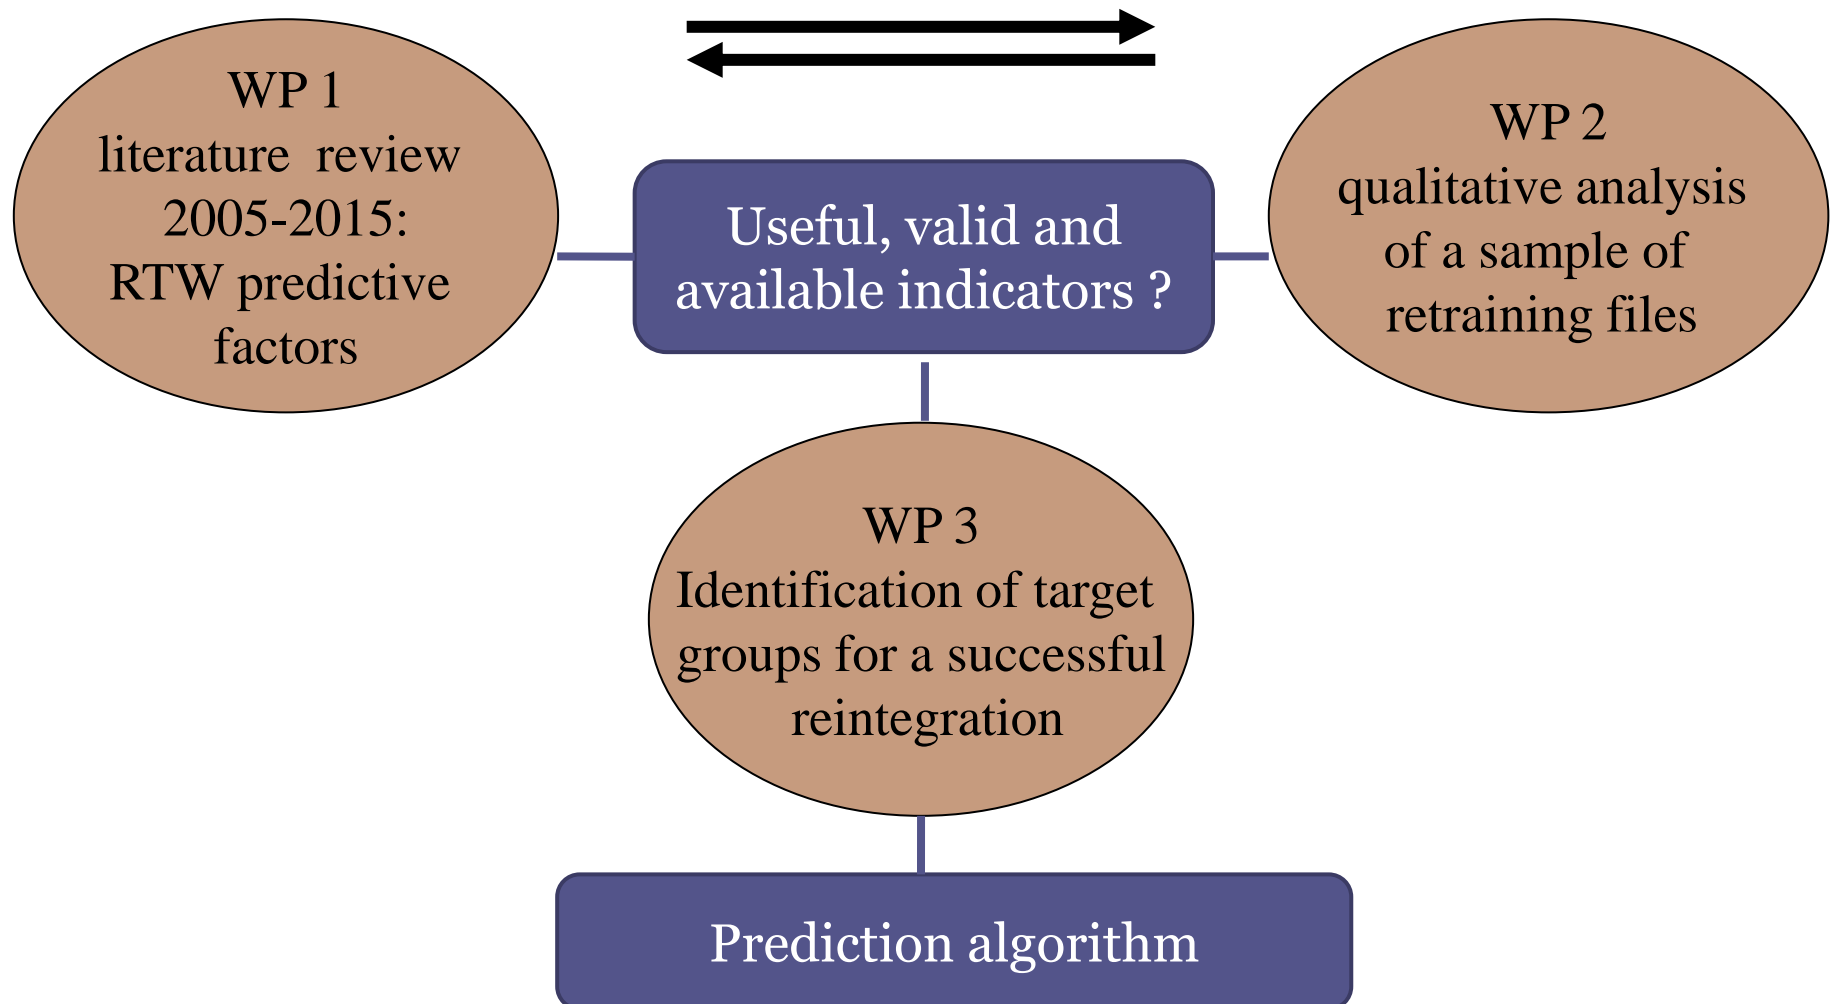 WP 1
literature review
2005-2015:
RTW predictive
factors
Useful, valid and
available indicators ?
WP 2
qualitative analysis
of a sample of
retraining files
WP 3
Identification of target
groups for a successful
reintegration
Prediction algorithm